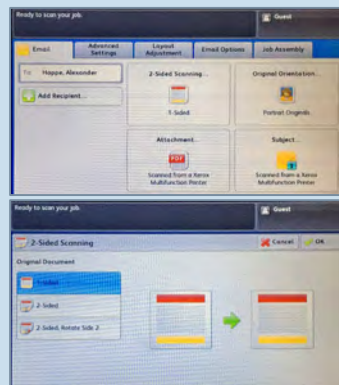 Ready to scan your job.
Guest
Email
Advanced Settings
Layout Adjustment
Email Options
Job Assembly
To: Hoppe, Alexander
Add Recipient...
2-Sided Scanning...
1-Sided
Original Orientation...
Portrait Originals
Attachment...
PDF
Scanned from a Xerox
Multifunction Printer
Subject...
Scanned from a Xerox
Multifunction Printer
Ready to scan your job.
Guest
2-Sided Scanning
Cancel
OK
Original Document
1-Sided
2-Sided
2-Sided, Rotate Side 2